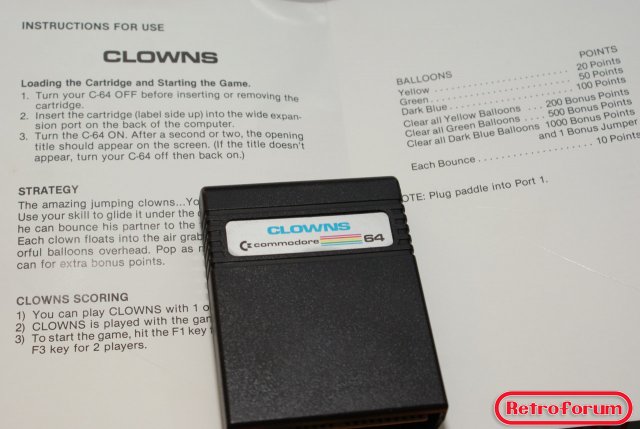 INSTRUCTIONS FOR USE
CLOWNS
Loading the Cartridge and Starting the Game.
1. Turn your C-64 OFF before inserting or removing the
cartridge.
2. Insert the cartridge (label side up) into the wide expan-
sion port on the back of the computer.
3. Turn the C-64 ON. After a second or two, the opening
title should appear on the screen. (If the title doesn't
appear, turn your C-64 off then back on.)
STRATEGY
The amazing jumping clowns...Yo
Use your skill to glide it under the
he can bounce his partner to the
Each clown floats into the air grab
orful balloons overhead. Pop as
can for extra bonus points.
CLOWNS SCORING
1) You can play CLOWNS with 1 o
2) CLOWNS is played with the gam
3) To start the game, hit the F1 key f
F3 key for 2 players.
POINTS
BALLOONS
Yellow . . . . . . . . . . . . . . . . . . 20 Points
Green . . . . . . . . . . . . . . . . . . 50 Points
Dark Blue . . . . . . . . . . . . . . . 100 Points
Clear all Yellow Balloons . . . 200 Bonus Points
Clear all Green Balloons . . . 500 Bonus Points
Clear all Dark Blue Balloons 1000 Bonus Points
and 1 Bonus Jumper
Each Bounce . . . . . . . . . . . . . . . 10 Points
OTE: Plug paddle into Port 1.
CLOWNS
commodore 64
Retroforum